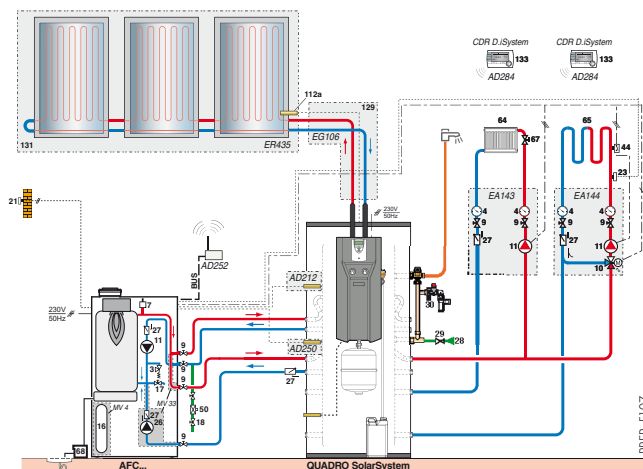 CDR D.iSystem
133
AD284
CDR D.iSystem
133
AD284
112a
129
EG106
131
ER435
64
67
65
44
23
EA143
EA144
4
4
4
4
9
9
9
9
27
11
27
11
10
M
21
230V
50Hz
AD252
BUS
AD212
AD250
230V
50Hz
7
27
11
9
9
3
9
17
9
27
MV 4
MV 33
27
26
16
50
18
9
68
30
29
28
AFC...
QUADRO SolarSystem